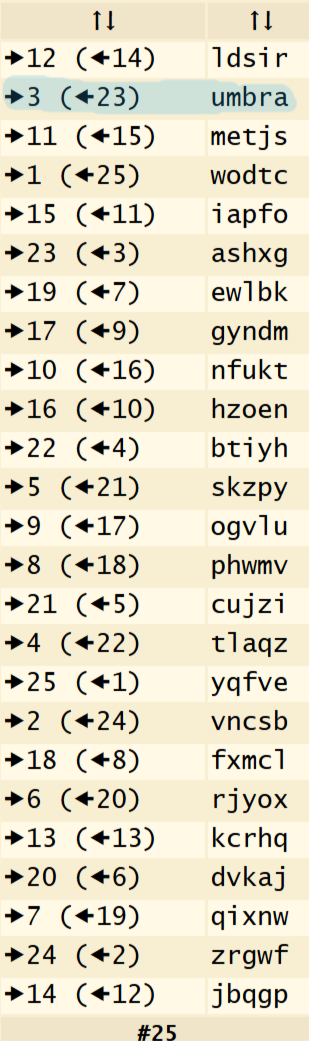 ↑↓ ↑↓
➔12 (←14) ldsir
➔3 (←23) umbra
➔11 (←15) metjs
➔1 (←25) wodtc
➔15 (←11) iapfo
➔23 (←3) ashxg
➔19 (←7) ewlbk
➔17 (←9) gyndm
➔10 (←16) nfukt
➔16 (←10) hzoen
➔22 (←4) btiyh
➔5 (←21) skzpy
➔9 (←17) ogvlu
➔8 (←18) phwmv
➔21 (←5) cujzi
➔4 (←22) tlaqz
➔25 (←1) yqfve
➔2 (←24) vncsb
➔18 (←8) fxmcl
➔6 (←20) rjyox
➔13 (←13) kcrhq
➔20 (←6) dvkaj
➔7 (←19) qixnw
➔24 (←2) zrgwf
➔14 (←12) jbqgp
#25